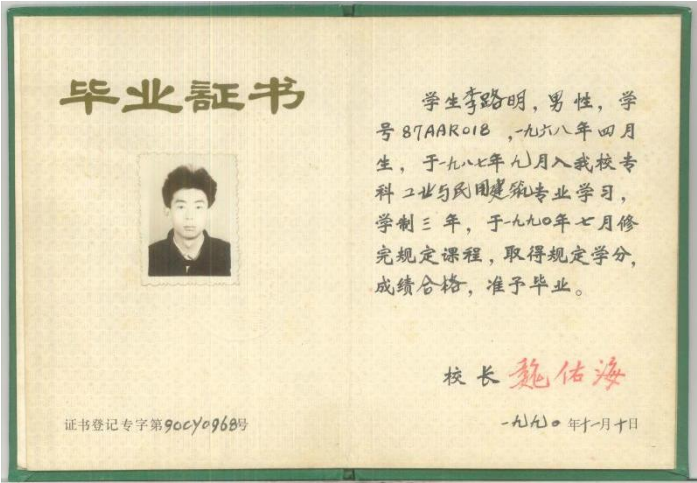 毕业証书
证书登记专字第90CY0968号
学生李路明，男性，学
号87AAR018，一九六八年四月
生，于一九八七年九月入我校专
科工业与民用建筑专业学习，
学制三年，于一九九〇年七月修
完规定课程，取得规定学分，
成绩合格，准予毕业。
校长 魏佑海
一九九〇年十一月十日